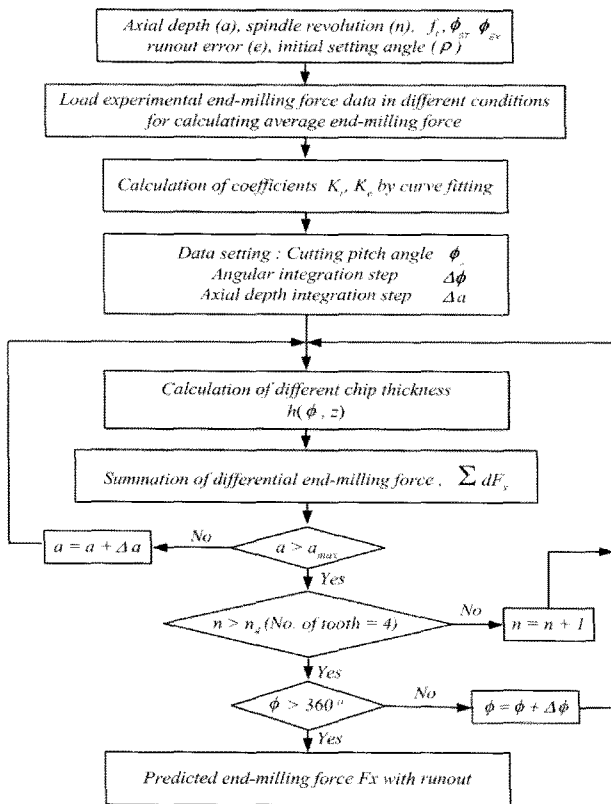 Axial depth (a), spindle revolution (n), f_t, ϕ_sr ϕ_ex
runout error (e), initial setting angle (ρ)
Load experimental end-milling force data in different conditions
for calculating average end-milling force
Calculation of coefficients K_t, K_e by curve fitting
Data setting : Cutting pitch angle ϕ
Angular integration step Δϕ
Axial depth integration step Δa
Calculation of different chip thickness
h(ϕ, z)
Summation of differential end-milling force, ∑ dF_x
a = a + Δa
No
a > a_max
Yes
n > n_d (No. of tooth = 4)
No
n = n + 1
Yes
ϕ > 360°
No
ϕ = ϕ + Δϕ
Yes
Predicted end-milling force Fx with runout